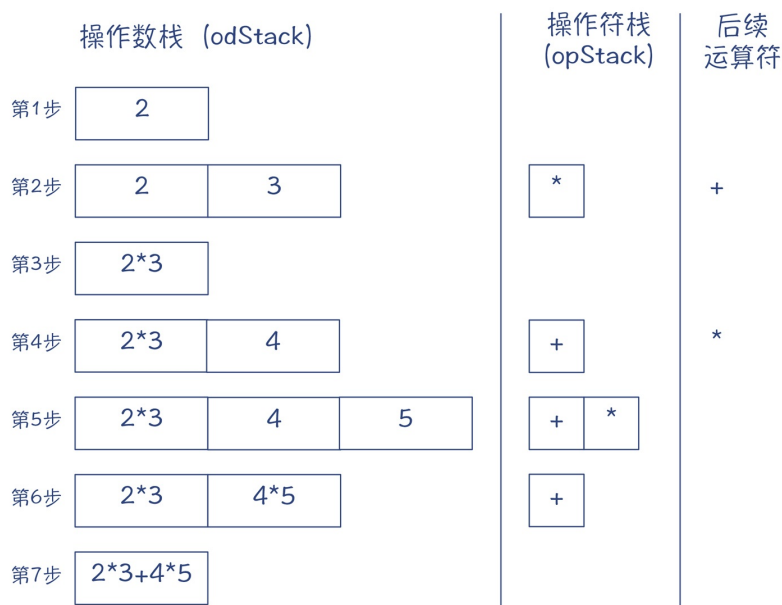 操作数栈 (odStack)
操作符栈
(opStack)
后续
运算符
第1步 2
第2步 2 3 * +
第3步 2*3
第4步 2*3 4 + *
第5步 2*3 4 5 + *
第6步 2*3 4*5 +
第7步 2*3+4*5